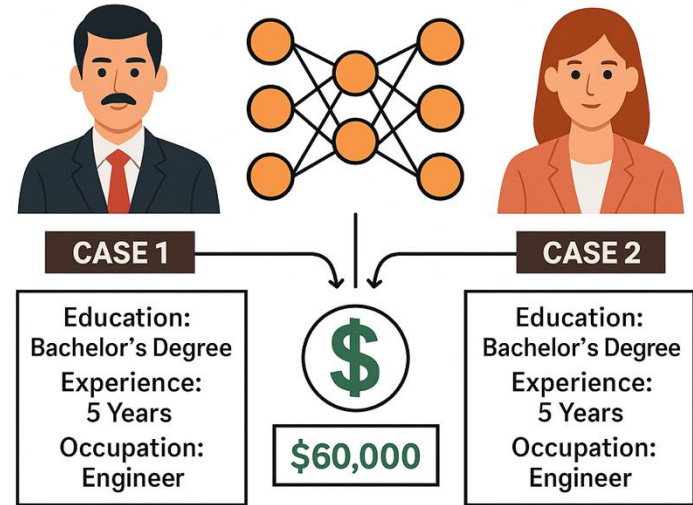 CASE 1
Education:
Bachelor's Degree
Experience:
5 Years
Occupation:
Engineer
$
$60,000
CASE 2
Education:
Bachelor's Degree
Experience:
5 Years
Occupation:
Engineer